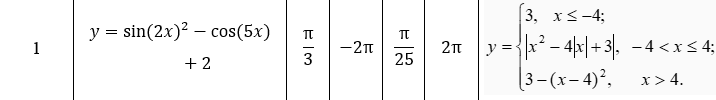 1 y = sin(2x)² − cos(5x) + 2 π/3 −2π π/25 2π y = { 3, x ≤ −4; |x² − 4|x| + 3|, −4 < x ≤ 4; 3 − (x − 4)², x > 4.